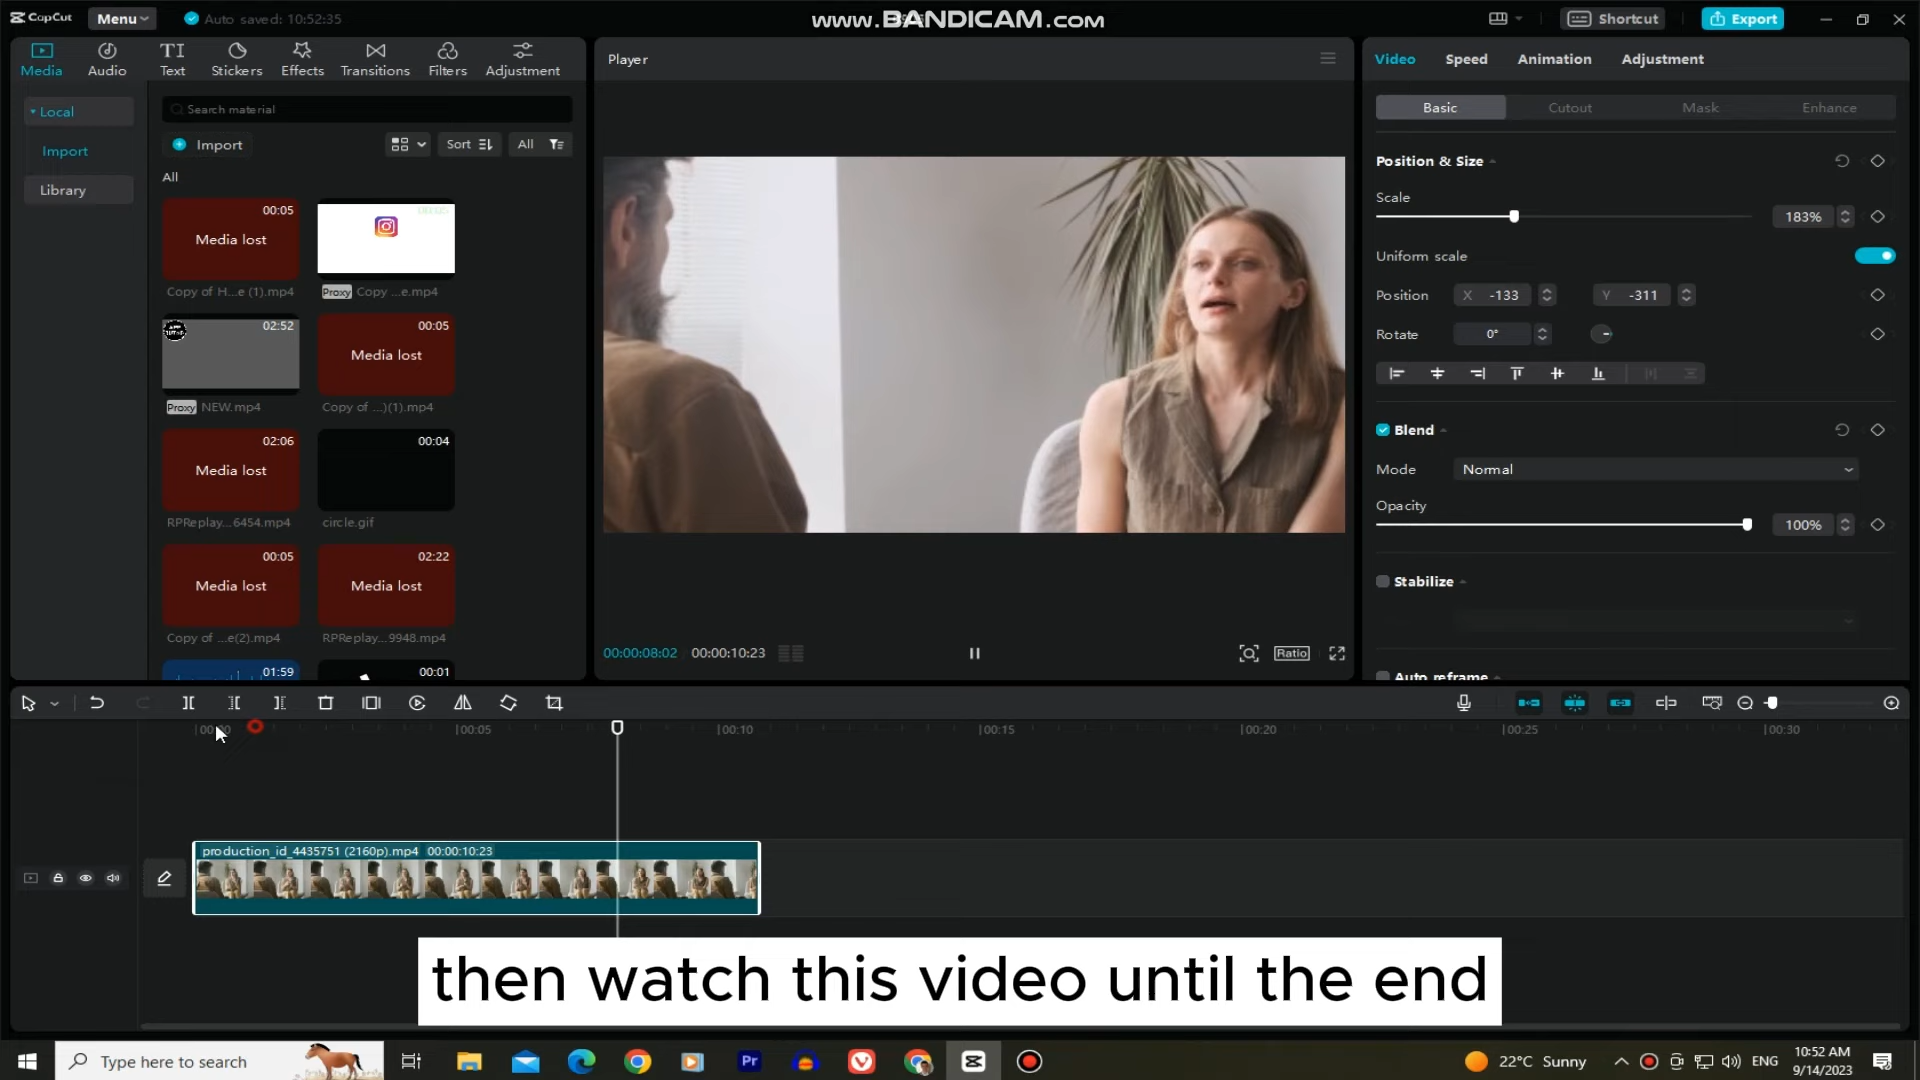 CapCut
Menu
Auto saved: 10:52:35
www.BANDICAM.com
Shortcut
Export
Media
Audio
TI
Text
Stickers
Effects
Transitions
Filters
Adjustment
Local
Import
Library
Search material
Import
Sort
All
All
00:05
Media lost
Copy of H...e (1).mp4
Proxy Copy ...e.mp4
02:52
Proxy NEW.mp4
00:05
Media lost
Copy of ...)(1).mp4
02:06
Media lost
RPReplay...6454.mp4
00:04
circle.gif
00:05
Media lost
Copy of ...e(2).mp4
02:22
Media lost
RPReplay...9948.mp4
01:59
00:01
Player
00:00:08:02
00:00:10:23
Ratio
Video
Speed
Animation
Adjustment
Basic
Cutout
Mask
Enhance
Position & Size
Scale
183%
Uniform scale
Position
X -133
Y -311
Rotate
0°
Blend
Mode
Normal
Opacity
100%
Stabilize
Auto reframe
00:05
00:10
00:15
00:20
00:25
00:30
production_id_4435751 (2160p).mp4 00:00:10:23
then watch this video until the end
Type here to search
Pr
22°C Sunny
ENG
10:52 AM
9/14/2023